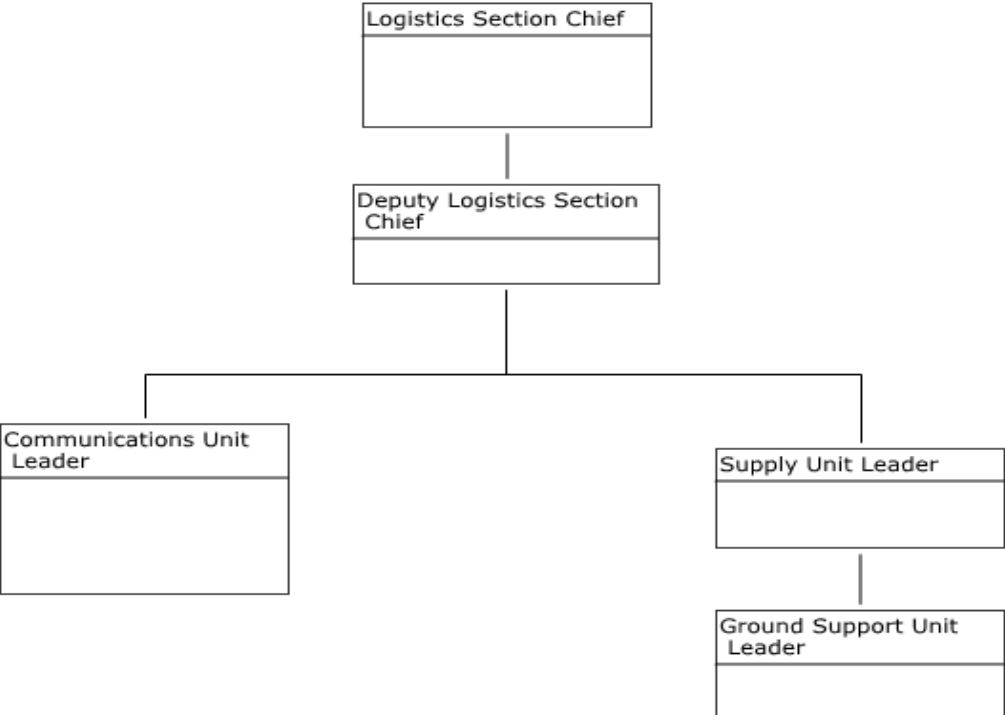 Logistics Section Chief
Deputy Logistics Section
Chief
Communications Unit
Leader
Supply Unit Leader
Ground Support Unit
Leader